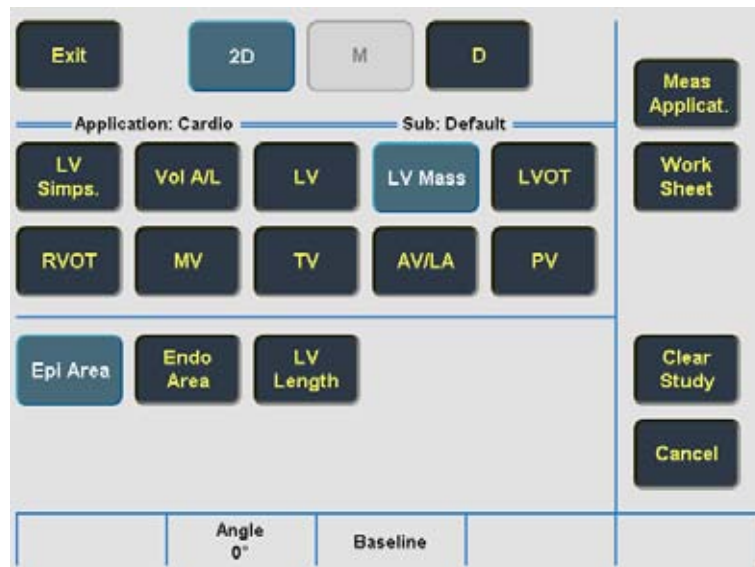 Exit
2D
M
D
Meas
Applicat.
Application: Cardio
Sub: Default
LV
Simps.
Vol A/L
LV
LV Mass
LVOT
Work
Sheet
RVOT
MV
TV
AV/LA
PV
Epi Area
Endo
Area
LV
Length
Clear
Study
Cancel
Angle
0°
Baseline